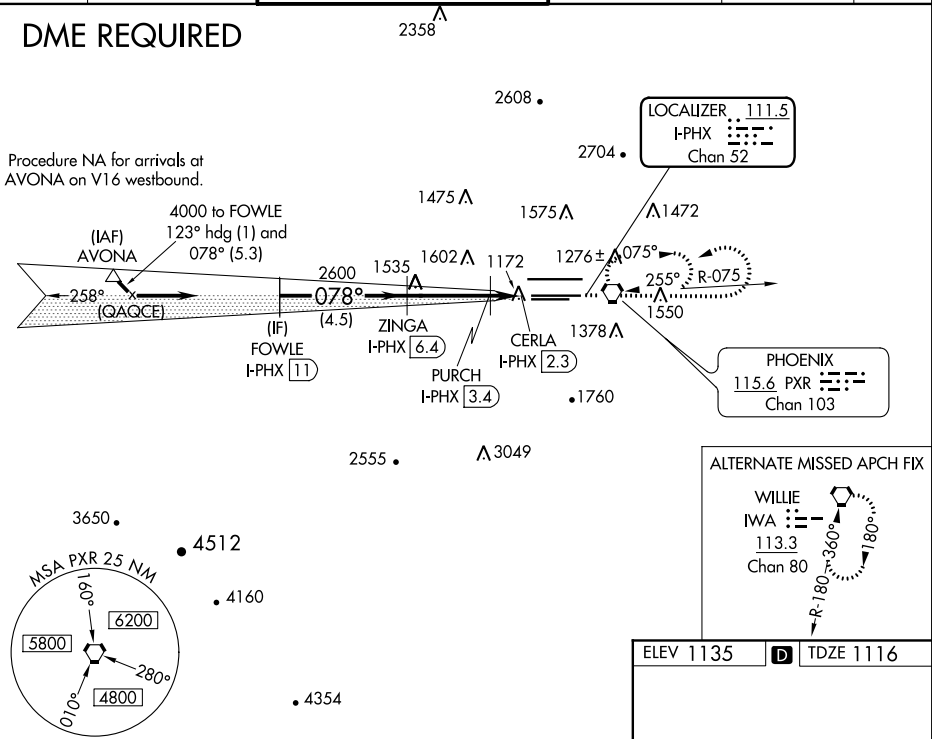 DME REQUIRED
2358
2608
LOCALIZER 111.5
I-PHX
Chan 52
2704
Procedure NA for arrivals at
AVONA on V16 westbound.
1475
1575
1472
4000 to FOWLE
123° hdg (1) and
078° (5.3)
(IAF)
AVONA
1602
1172
1276±
075°
1535
2600
258°
078°
255°
R-075
(QAQCE)
(4.5)
1550
(IF)
FOWLE
I-PHX 11
ZINGA
I-PHX 6.4
CERLA
I-PHX 2.3
1378
PURCH
I-PHX 3.4
PHOENIX
115.6 PXR
Chan 103
1760
2555
3049
ALTERNATE MISSED APCH FIX
WILLIE
IWA
113.3
Chan 80
360°
180°
R-180
3650
4512
4160
MSA PXR 25 NM
160°
6200
5800
280°
4800
010°
4354
ELEV 1135 D TDZE 1116